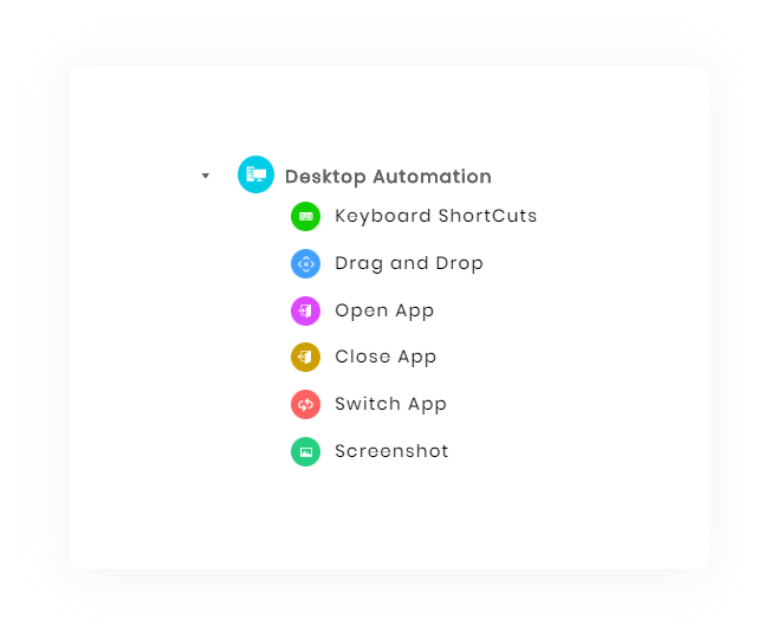 Desktop Automation
Keyboard ShortCuts
Drag and Drop
Open App
Close App
Switch App
Screenshot